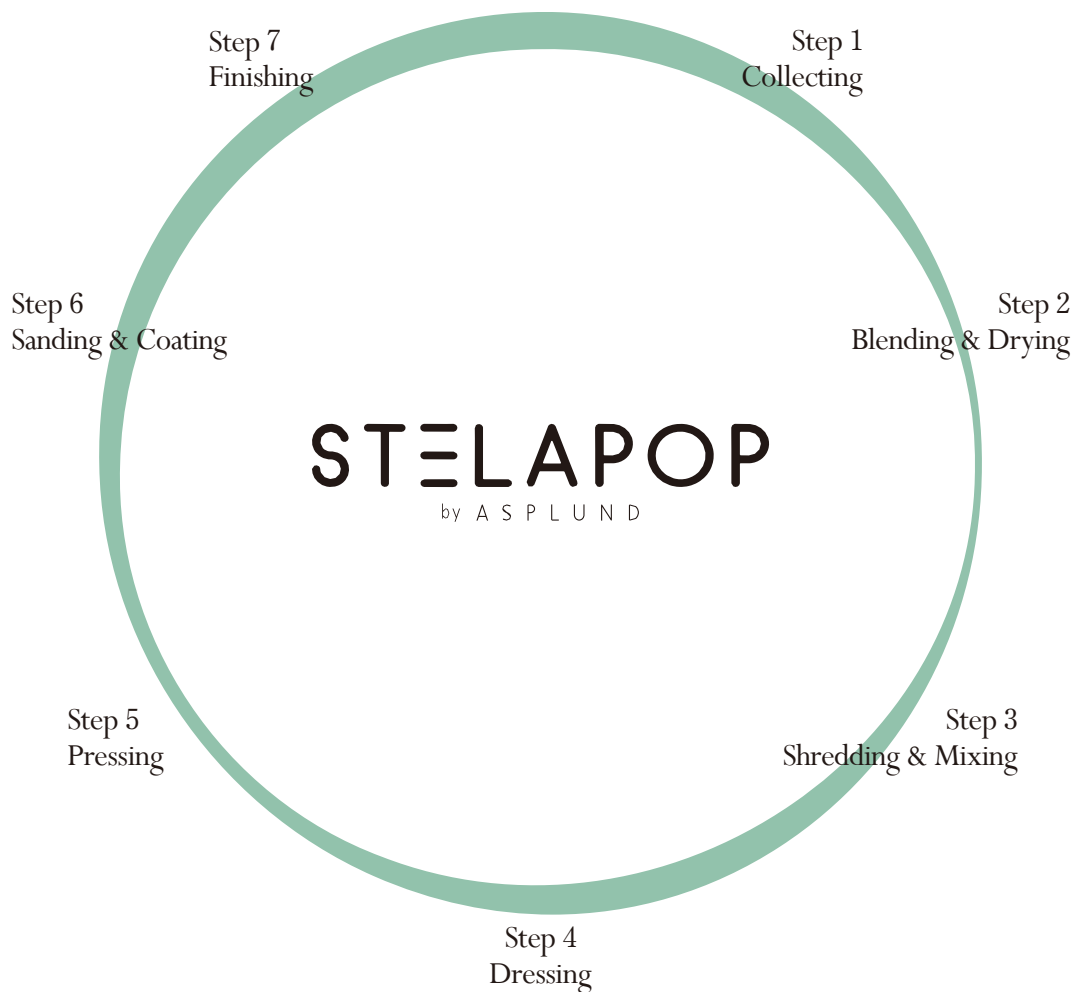 Step 1
Collecting
Step 2
Blending & Drying
Step 3
Shredding & Mixing
Step 4
Dressing
Step 5
Pressing
Step 6
Sanding & Coating
Step 7
Finishing
STELAPOP
by ASPLUND